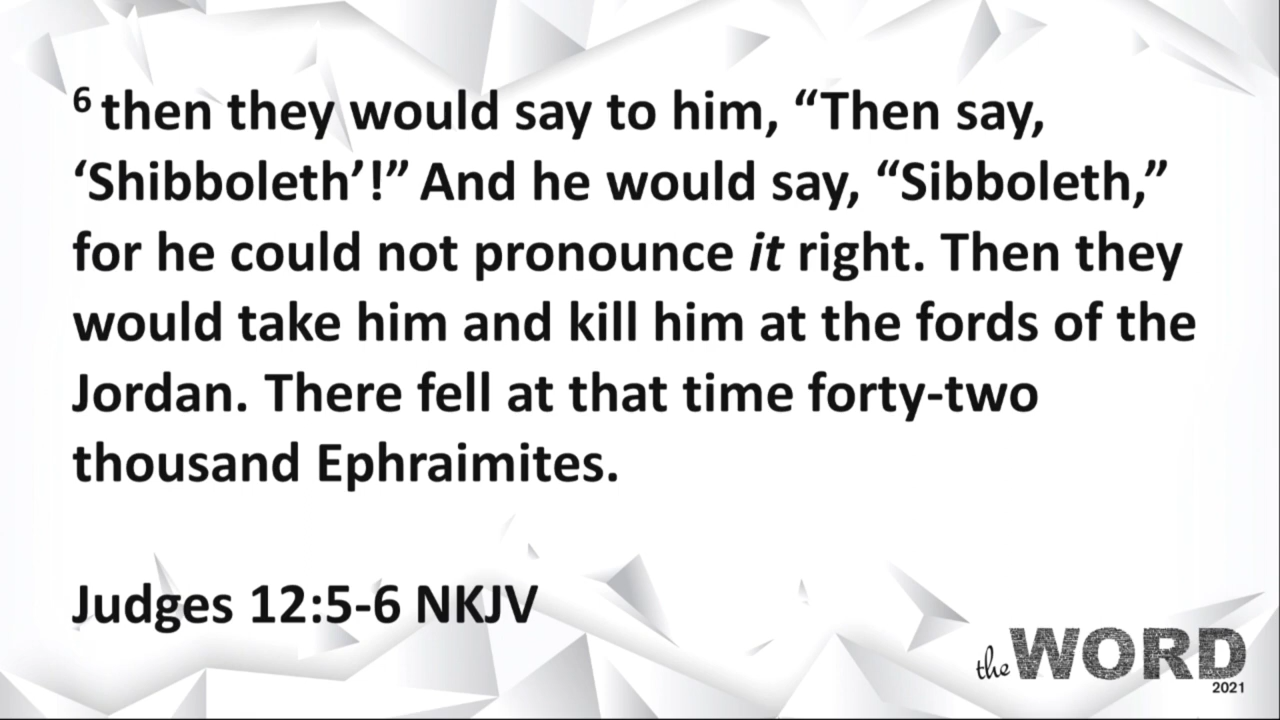 6 then they would say to him, “Then say,
‘Shibboleth’!” And he would say, “Sibboleth,”
for he could not pronounce it right. Then they
would take him and kill him at the fords of the
Jordan. There fell at that time forty-two
thousand Ephraimites.
Judges 12:5-6 NKJV
the WORD
2021